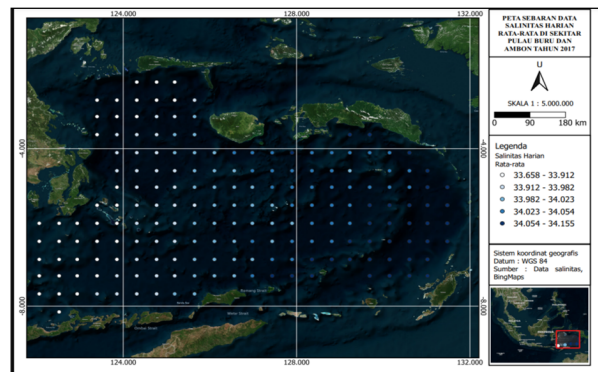 124.000 128.000 132.000
-4.000 -4.000
-8.000 -8.000
124.000 128.000 132.000
PETA SEBARAN DATA
SALINITAS HARIAN
RATA-RATA DI SEKITAR
PULAU BURU DAN
AMBON TAHUN 2017
U
SKALA 1 : 5.000.000
0 90 180 km
Legenda
Salinitas Harian
Rata-rata
33.658 - 33.912
33.912 - 33.982
33.982 - 34.023
34.023 - 34.054
34.054 - 34.155
Sistem koordinat geografis
Datum : WGS 84
Sumber : Data salinitas,
BingMaps